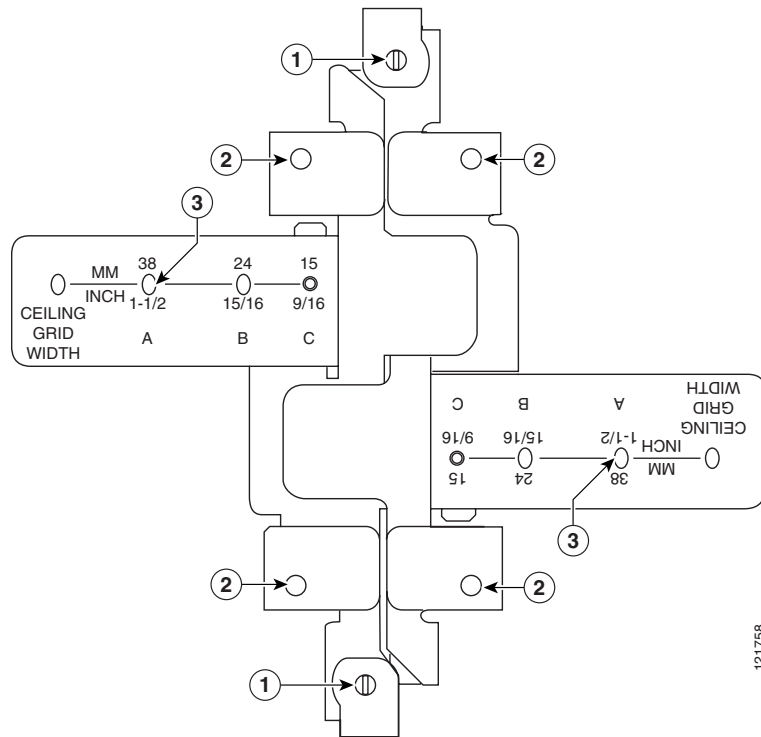 1
2
2
3
38 24 15
MM
INCH
1-1/2 15/16 9/16
CEILING
GRID
WIDTH
A B C
CEILING
GRID
WIDTH
A B C
1-1/2 15/16 9/16
INCH
MM
38 24 15
3
2
2
1
121758